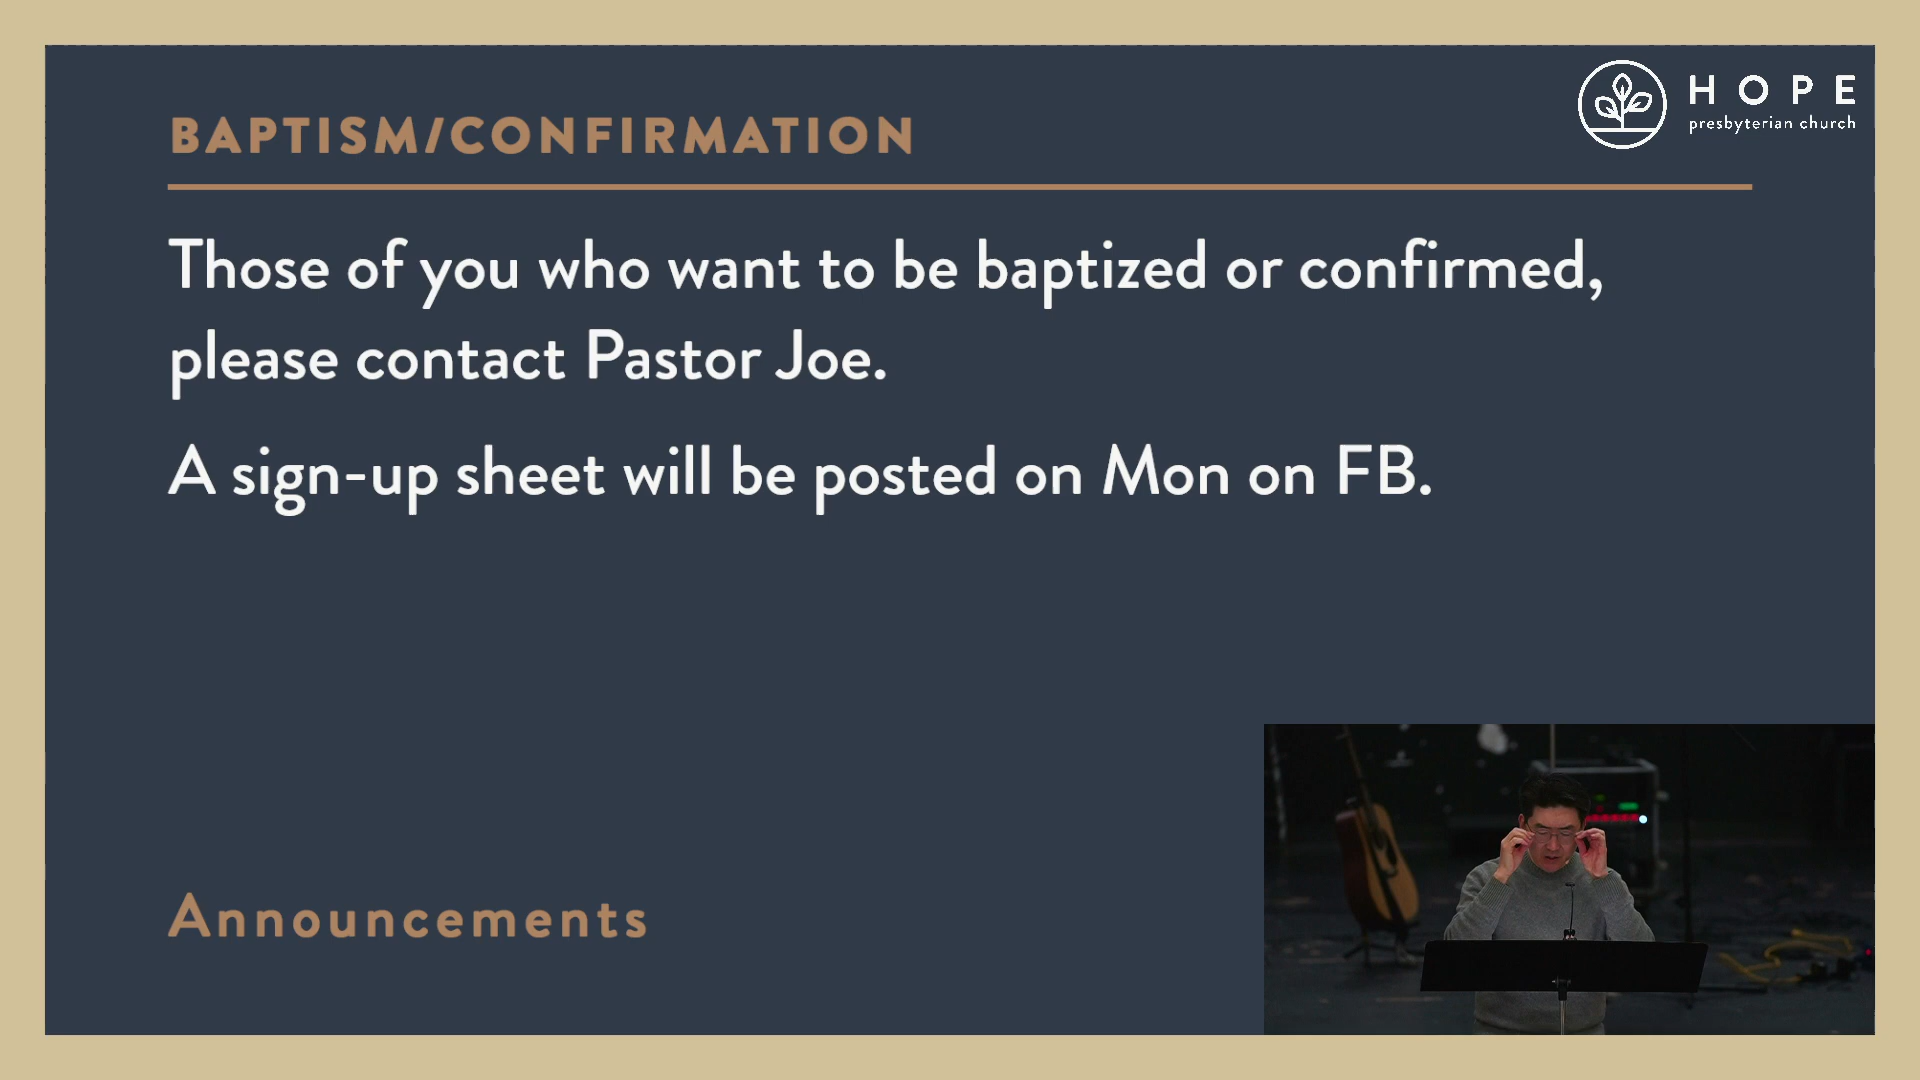 HOPE
presbyterian church
BAPTISM/CONFIRMATION
Those of you who want to be baptized or confirmed,
please contact Pastor Joe.
A sign-up sheet will be posted on Mon on FB.
Announcements